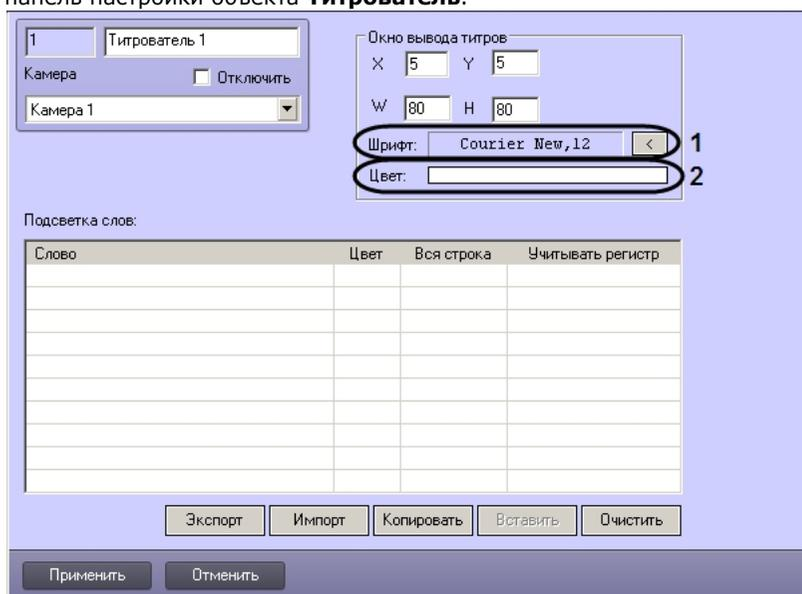 панель настройки объекта Титрователь.
1 Титрователь 1
Камера Отключить
Камера 1
Окно вывода титров
X 5 Y 5
W 80 H 80
Шрифт: Courier New,12 < 1
Цвет: 2
Подсветка слов:
Слово Цвет Вся строка Учитывать регистр
Экспорт Импорт Копировать Вставить Очистить
Применить Отменить